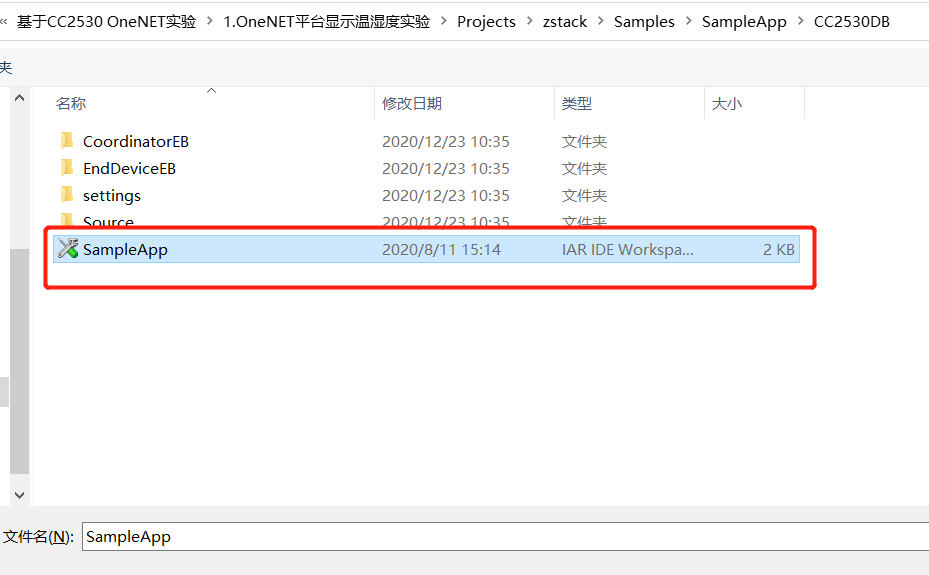 « 基于CC2530 OneNET实验 > 1.OneNET平台显示温湿度实验 > Projects > zstack > Samples > SampleApp > CC2530DB
夹
名称 修改日期 类型 大小
CoordinatorEB 2020/12/23 10:35 文件夹
EndDeviceEB 2020/12/23 10:35 文件夹
settings 2020/12/23 10:35 文件夹
Source 2020/12/23 10:35 文件夹
SampleApp 2020/8/11 15:14 IAR IDE Workspa... 2 KB
文件名(N): SampleApp